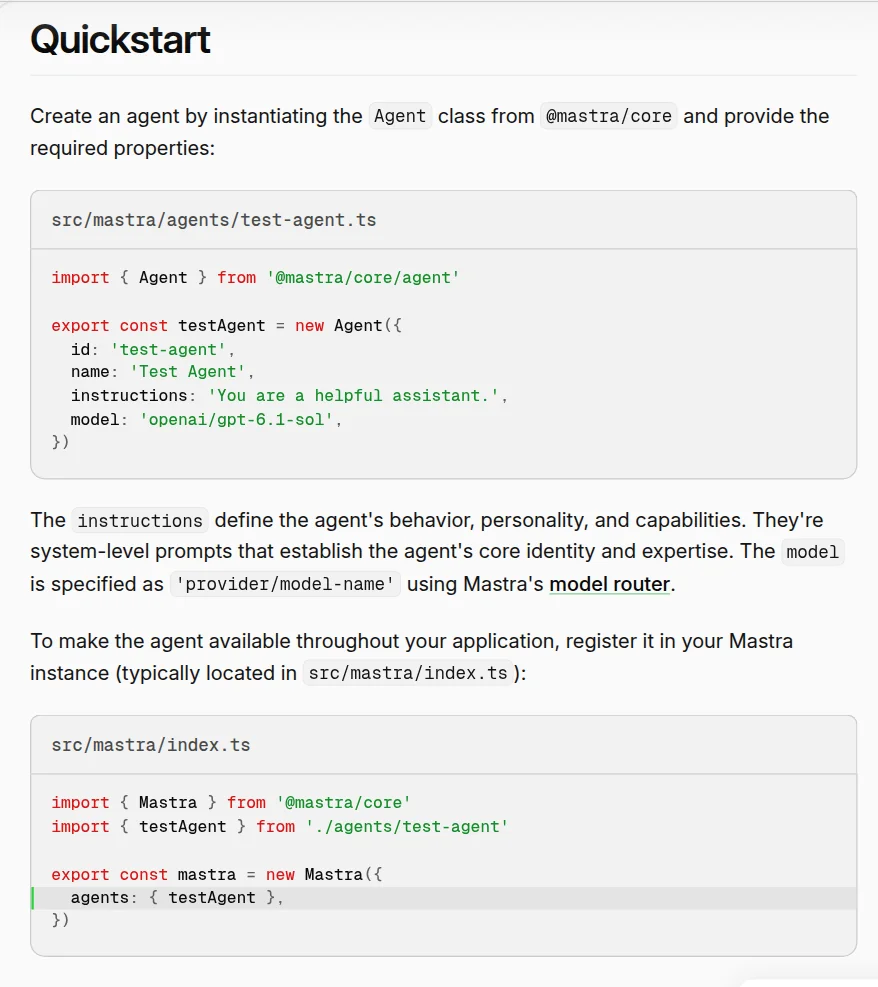 Quickstart
Create an agent by instantiating the Agent class from @mastra/core and provide the
required properties:
src/mastra/agents/test-agent.ts
import { Agent } from '@mastra/core/agent'
export const testAgent = new Agent({
  id: 'test-agent',
  name: 'Test Agent',
  instructions: 'You are a helpful assistant.',
  model: 'openai/gpt-6.1-sol',
})
The instructions define the agent's behavior, personality, and capabilities. They're
system-level prompts that establish the agent's core identity and expertise. The model
is specified as 'provider/model-name' using Mastra's model router.
To make the agent available throughout your application, register it in your Mastra
instance (typically located in src/mastra/index.ts):
src/mastra/index.ts
import { Mastra } from '@mastra/core'
import { testAgent } from './agents/test-agent'
export const mastra = new Mastra({
  agents: { testAgent },
})